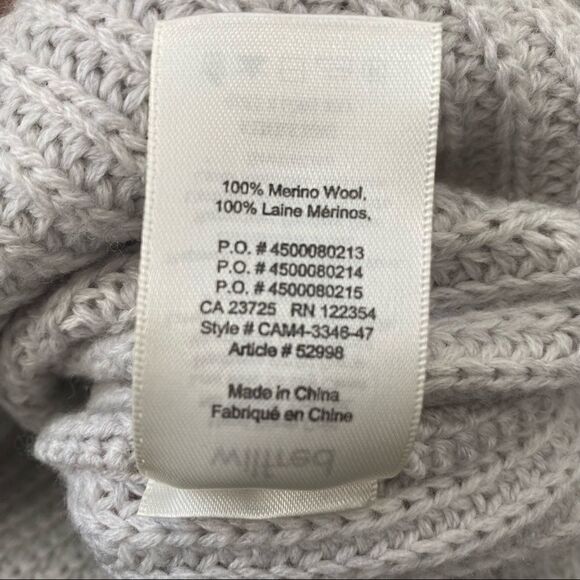 100% Merino Wool,
100% Laine Mérinos,
P.O. # 4500080213
P.O. # 4500080214
P.O. # 4500080215
CA 23725 RN 122354
Style # CAM4-3346-47
Article # 52998
Made in China
Fabriqué en Chine
wilfred